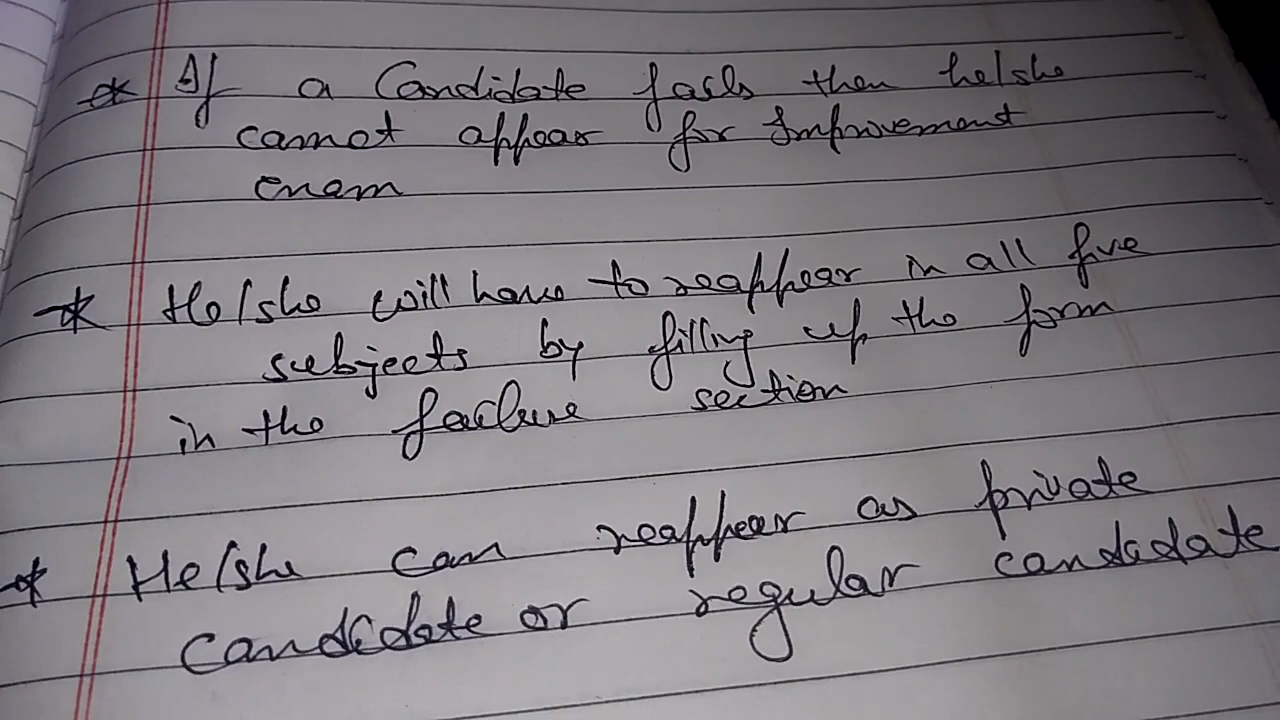 * If a Candidate fails then he/she
cannot appear for Improvement
exam
* He/she will have to reappear in all five
subjects by filling up the form
in the failure section
* He/she can reappear as private
candidate or regular candidate